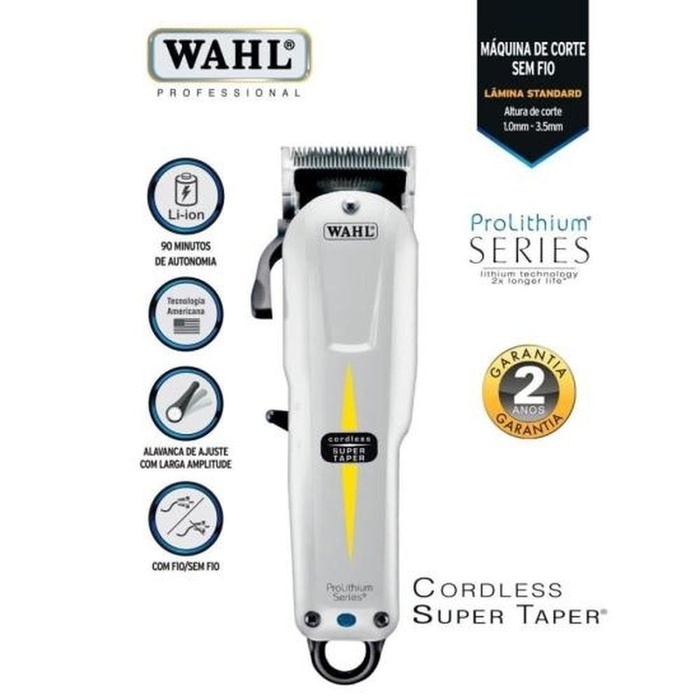 WAHL®
PROFESSIONAL
MÁQUINA DE CORTE
SEM FIO
LÂMINA STANDARD
Altura de corte
1.0mm - 3.5mm
Li-ion
90 MINUTOS
DE AUTONOMIA
Tecnologia
Americana
ALAVANCA DE AJUSTE
COM LARGA AMPLITUDE
COM FIO/SEM FIO
WAHL
cordless
SUPER
TAPER
ProLithium
Series®
ProLithium®
SERIES
lithium technology
2x longer life*
GARANTIA
2
ANOS
GARANTIA
CORDLESS
SUPER TAPER®